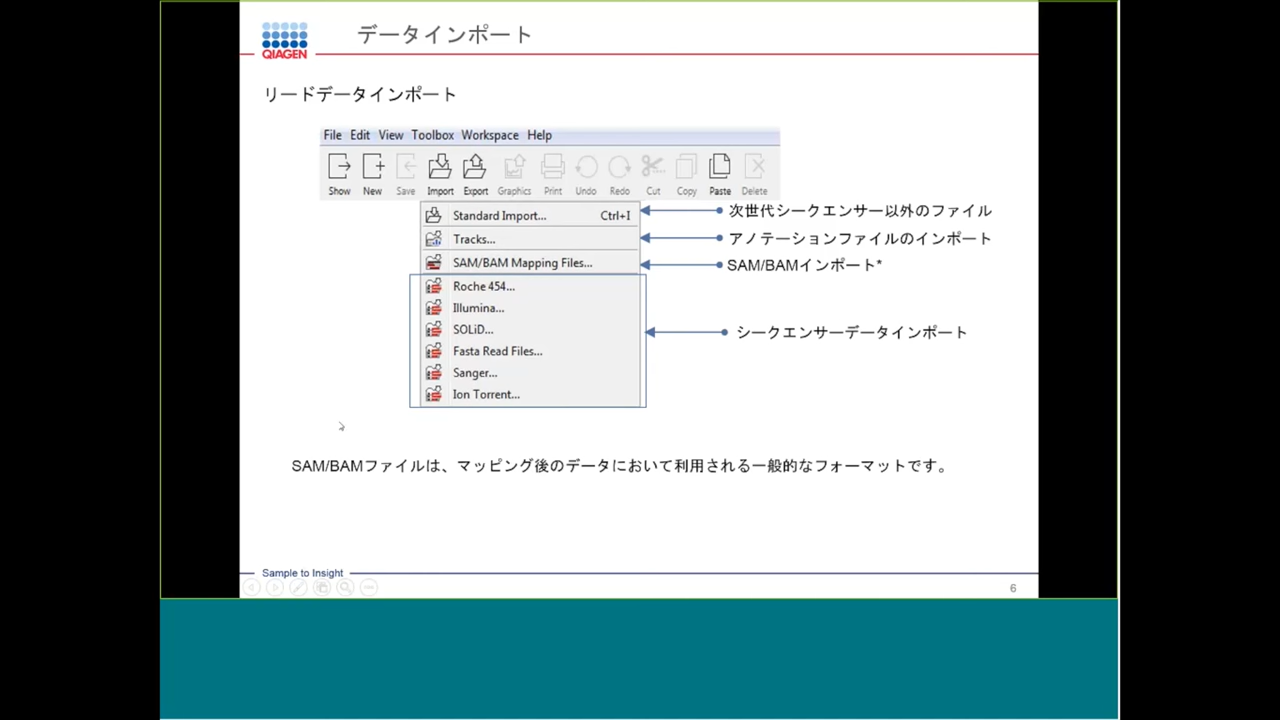 QIAGEN
データインポート
リードデータインポート
File Edit View Toolbox Workspace Help
Show New Save Import Export Graphics Print Undo Redo Cut Copy Paste Delete
Standard Import... Ctrl+I
次世代シークエンサー以外のファイル
Tracks...
アノテーションファイルのインポート
SAM/BAM Mapping Files...
SAM/BAMインポート*
Roche 454...
Illumina...
SOLiD...
シークエンサーデータインポート
Fasta Read Files...
Sanger...
Ion Torrent...
SAM/BAMファイルは、マッピング後のデータにおいて利用される一般的なフォーマットです。
Sample to Insight
6